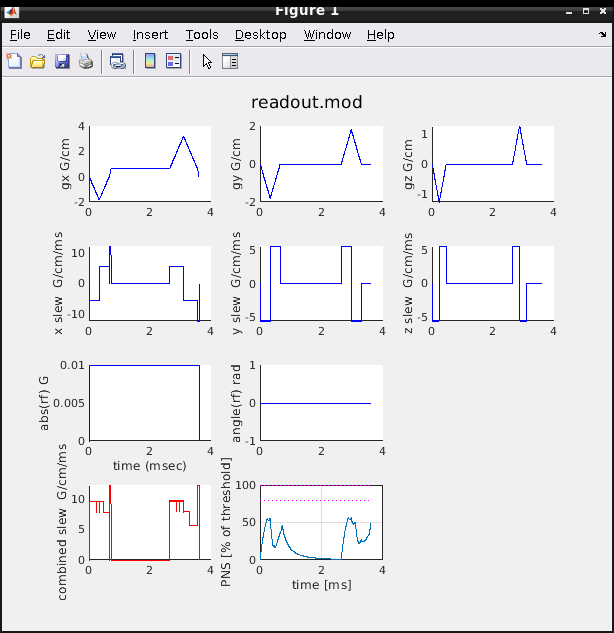 Figure 1
File Edit View Insert Tools Desktop Window Help
readout.mod
gx G/cm
4
2
0
-2
0 2 4
gy G/cm
2
0
-2
0 2 4
gz G/cm
1
0
-1
0 2 4
x slew G/cm/ms
10
0
-10
0 2 4
y slew G/cm/ms
5
0
-5
0 2 4
z slew G/cm/ms
5
0
-5
0 2 4
abs(rf) G
0.01
0.005
0
0 2 4
time (msec)
angle(rf) rad
1
0
-1
0 2 4
combined slew G/cm/ms
10
5
0
0 2 4
PNS [% of threshold]
100
50
0
0 2 4
time [ms]